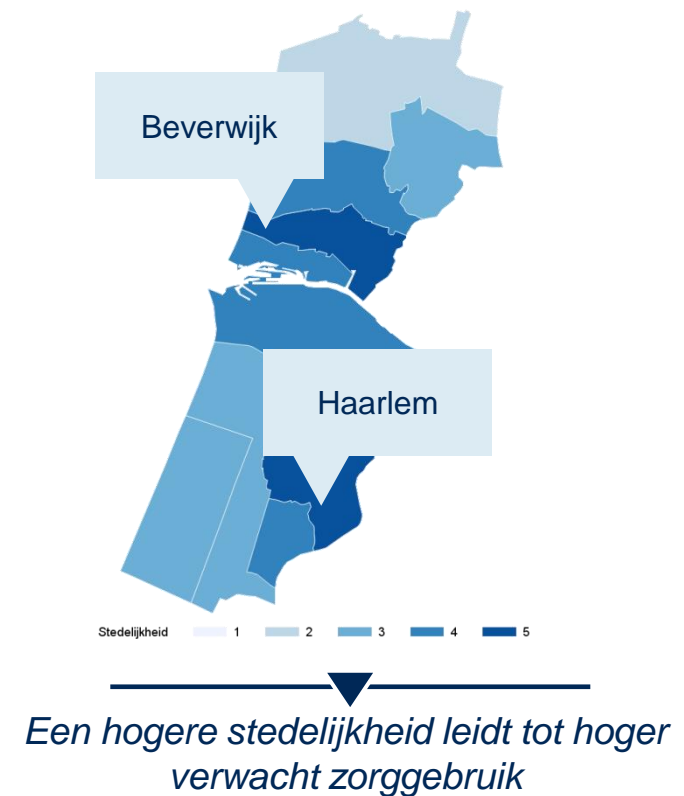 Beverwijk
Haarlem
Stedelijkheid 1 2 3 4 5
Een hogere stedelijkheid leidt tot hoger
verwacht zorggebruik